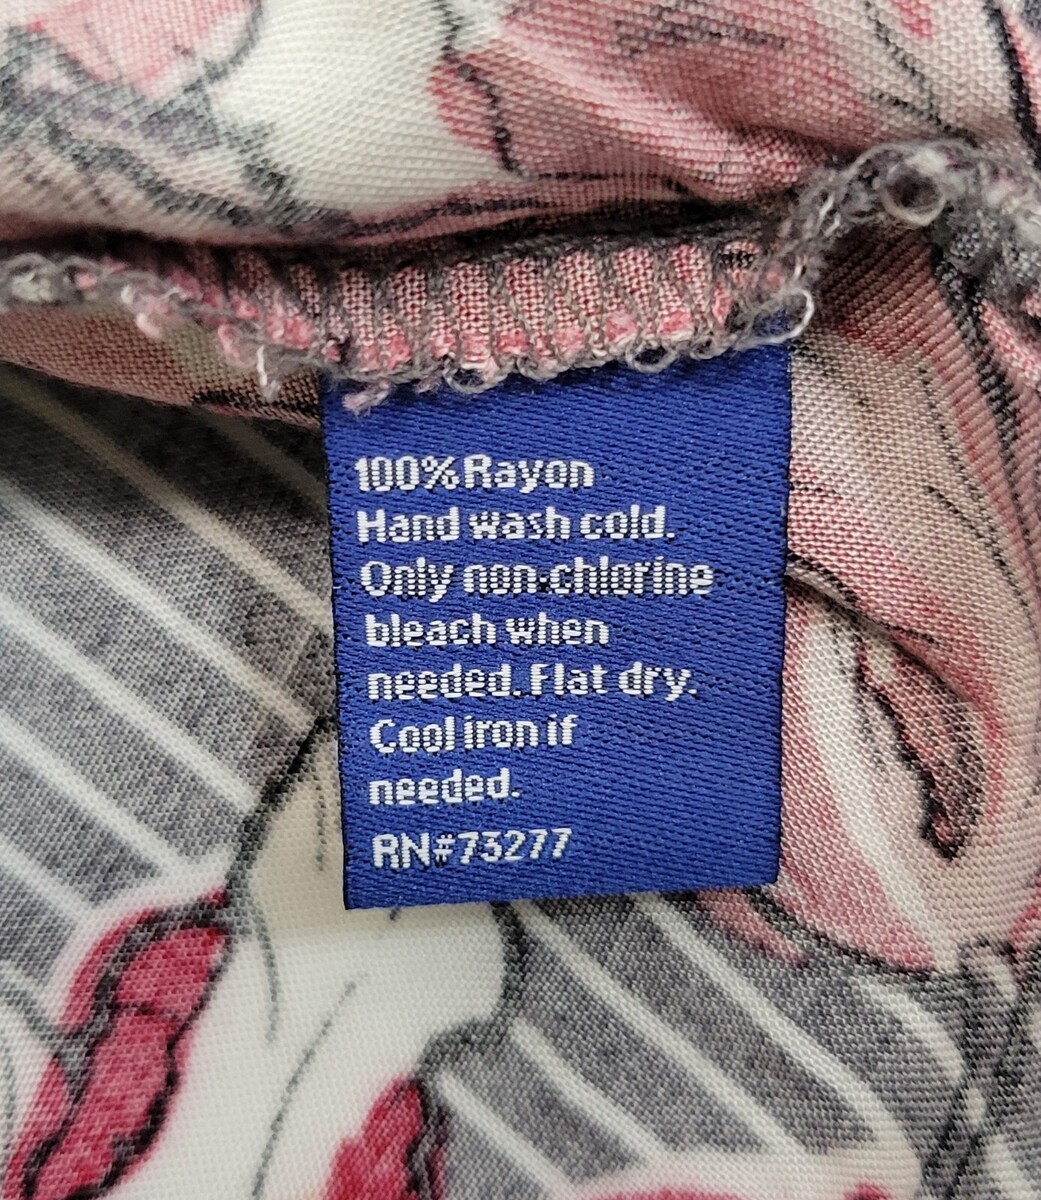 100% Rayon
Hand wash cold.
Only non-chlorine
bleach when
needed. Flat dry.
Cool iron if
needed.
RN#73277